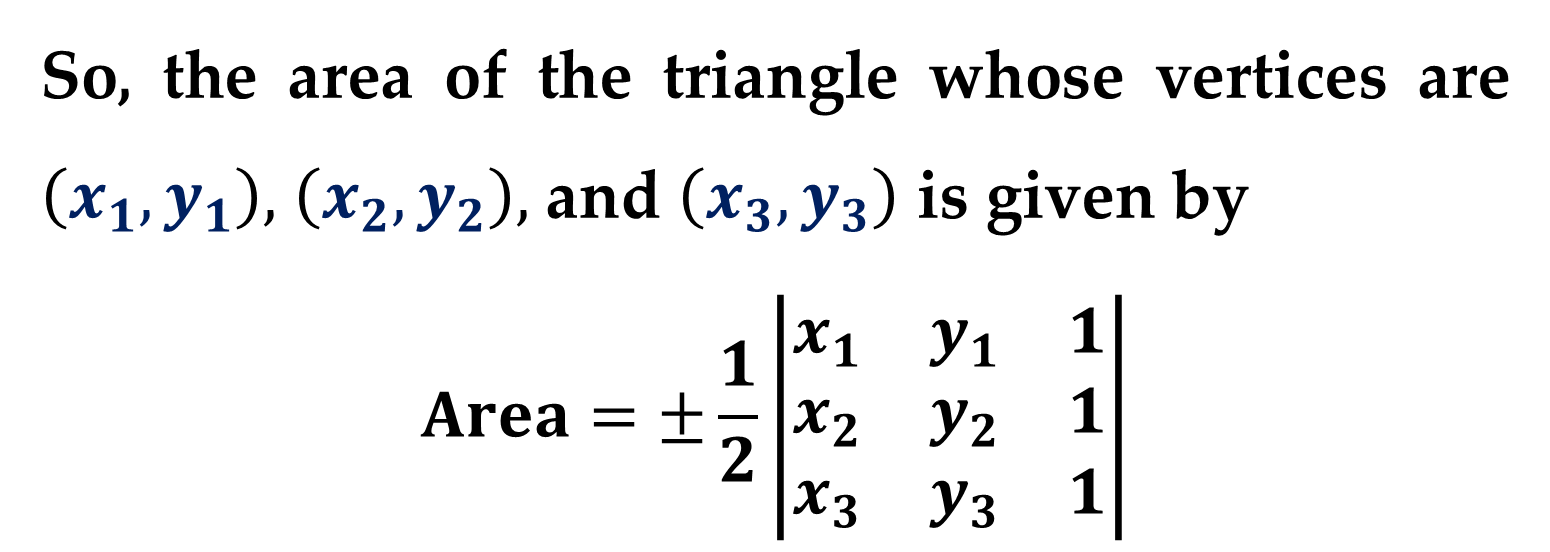 So, the area of the triangle whose vertices are
(x₁, y₁), (x₂, y₂), and (x₃, y₃) is given by
Area = ± 1/2 | x₁ y₁ 1 |
| x₂ y₂ 1 |
| x₃ y₃ 1 |